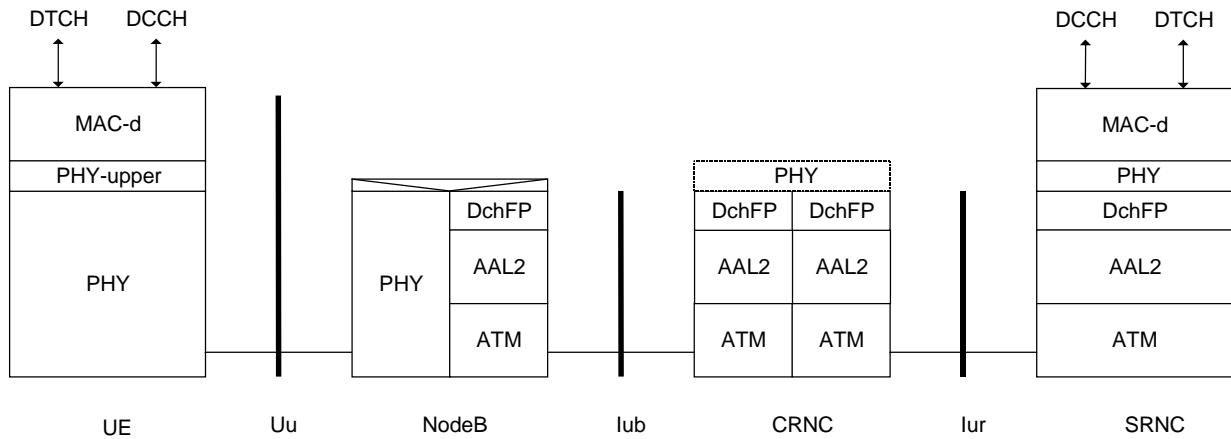 DTCH DCCH DCCH DTCH
MAC-d MAC-d
PHY-upper PHY PHY
DchFP DchFP DchFP DchFP
PHY PHY AAL2 AAL2 AAL2 AAL2
ATM ATM ATM ATM
UE Uu NodeB Iub CRNC Iur SRNC